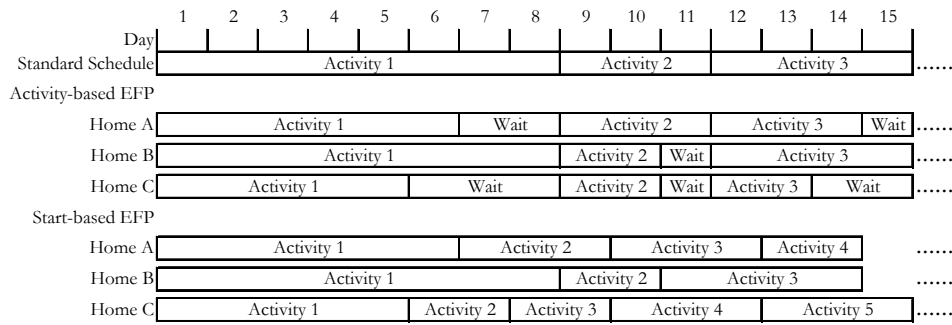 1 2 3 4 5 6 7 8 9 10 11 12 13 14 15
Day
Standard Schedule Activity 1 Activity 2 Activity 3 ......
Activity-based EFP
Home A Activity 1 Wait Activity 2 Activity 3 Wait ......
Home B Activity 1 Activity 2 Wait Activity 3 ......
Home C Activity 1 Wait Activity 2 Wait Activity 3 Wait ......
Start-based EFP
Home A Activity 1 Activity 2 Activity 3 Activity 4 ......
Home B Activity 1 Activity 2 Activity 3 ......
Home C Activity 1 Activity 2 Activity 3 Activity 4 Activity 5 ......